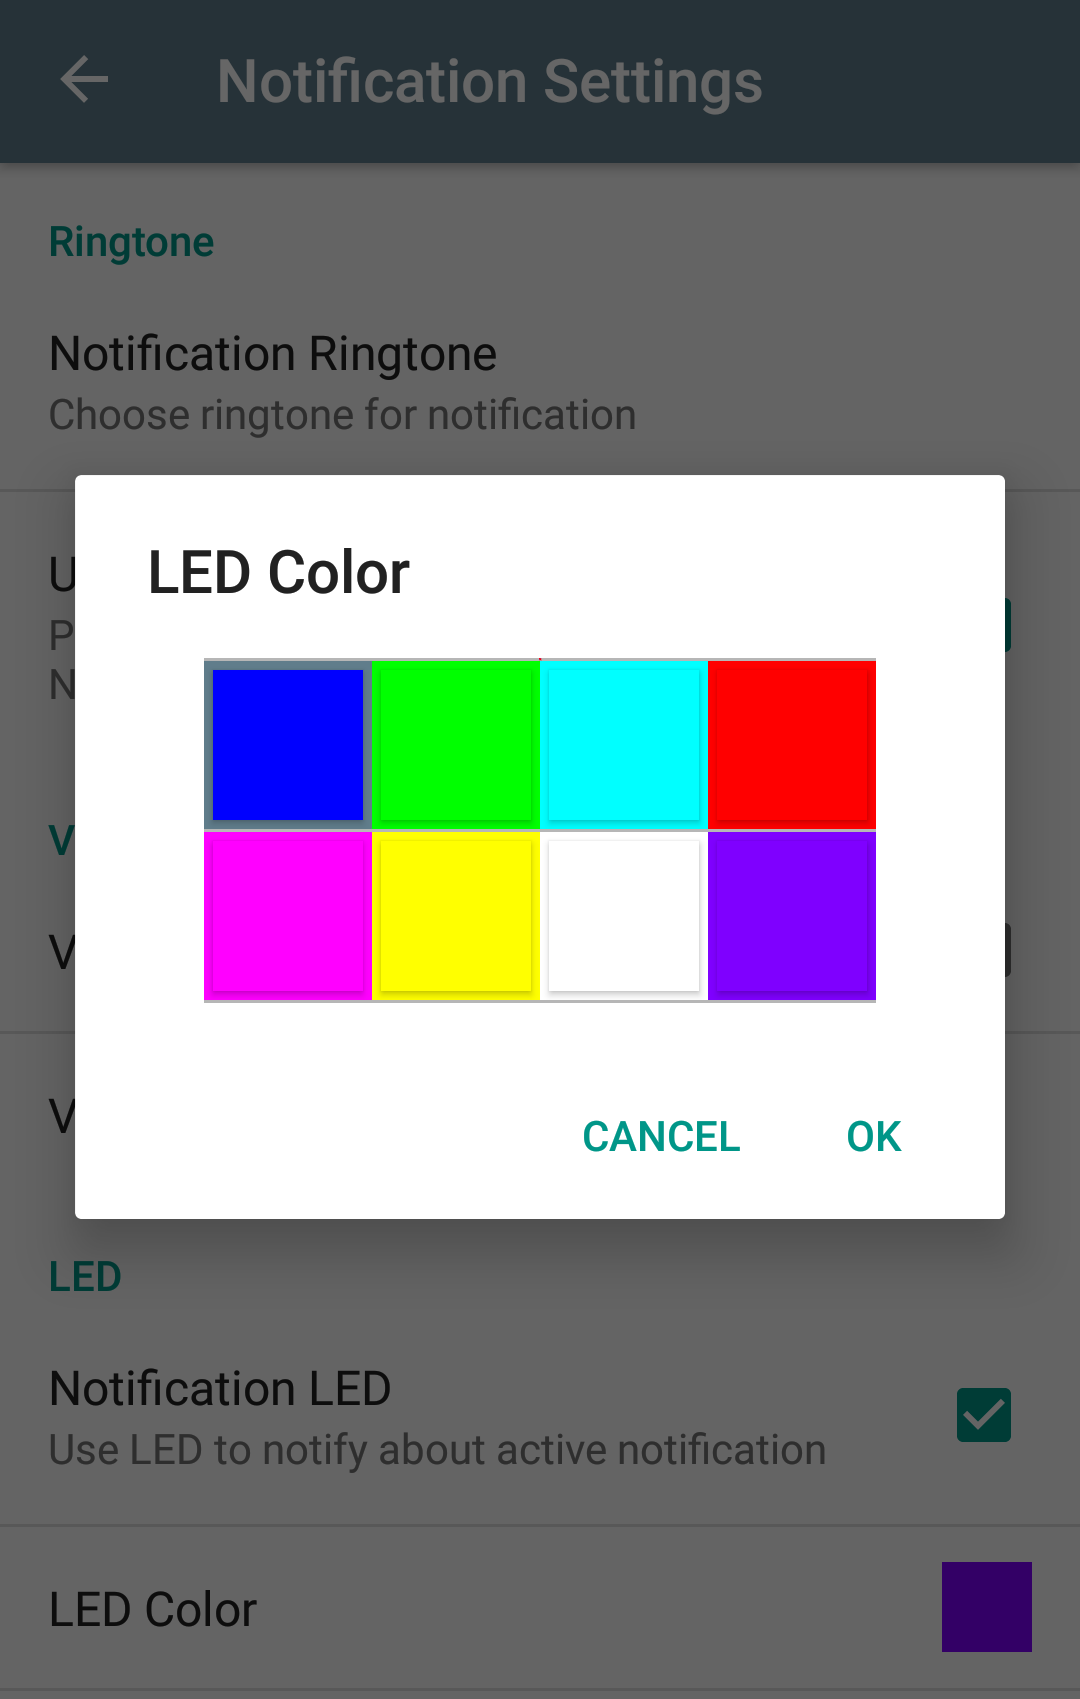 Notification Settings
Ringtone
Notification Ringtone
Choose ringtone for notification
U
P
N
LED Color
V
V
V
CANCEL OK
LED
Notification LED
Use LED to notify about active notification
LED Color